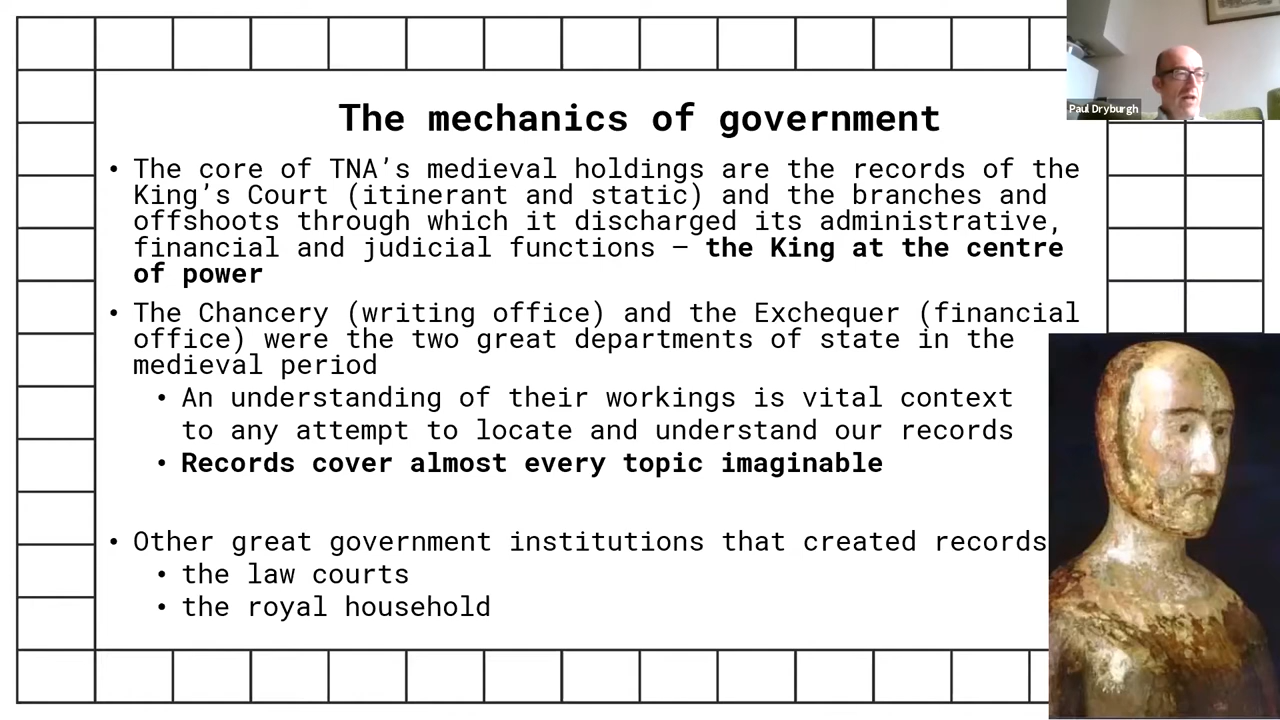 The mechanics of government
• The core of TNA’s medieval holdings are the records of the
King’s Court (itinerant and static) and the branches and
offshoots through which it discharged its administrative,
financial and judicial functions – the King at the centre
of power
• The Chancery (writing office) and the Exchequer (financial
office) were the two great departments of state in the
medieval period
• An understanding of their workings is vital context
to any attempt to locate and understand our records
• Records cover almost every topic imaginable
• Other great government institutions that created records
• the law courts
• the royal household
Paul Dryburgh